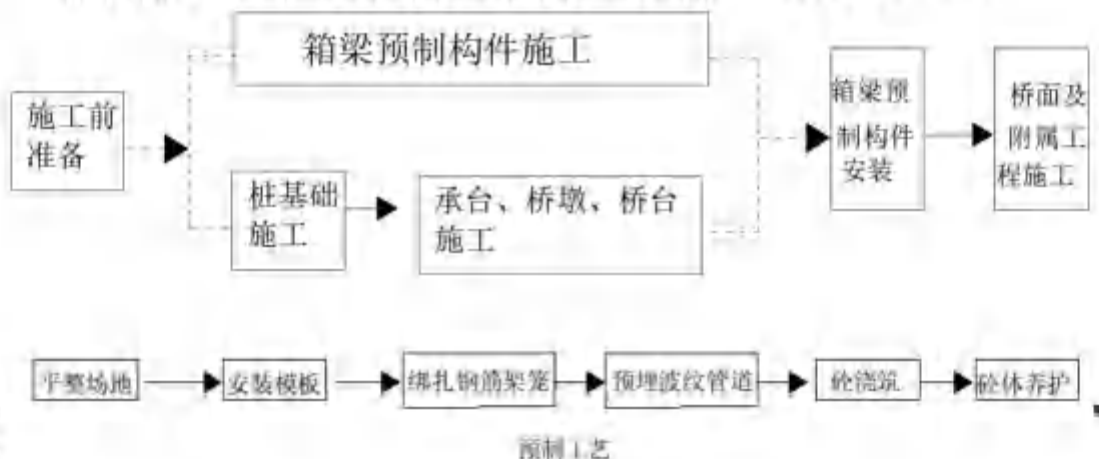 箱梁预制构件施工
施工前
准备
桩基础
施工
承台、桥墩、桥台
施工
箱梁预
制构件
安装
桥面及
附属工
程施工
平整场地
安装模板
绑扎钢筋架笼
预埋波纹管道
砼浇筑
砼体养护
预制工艺